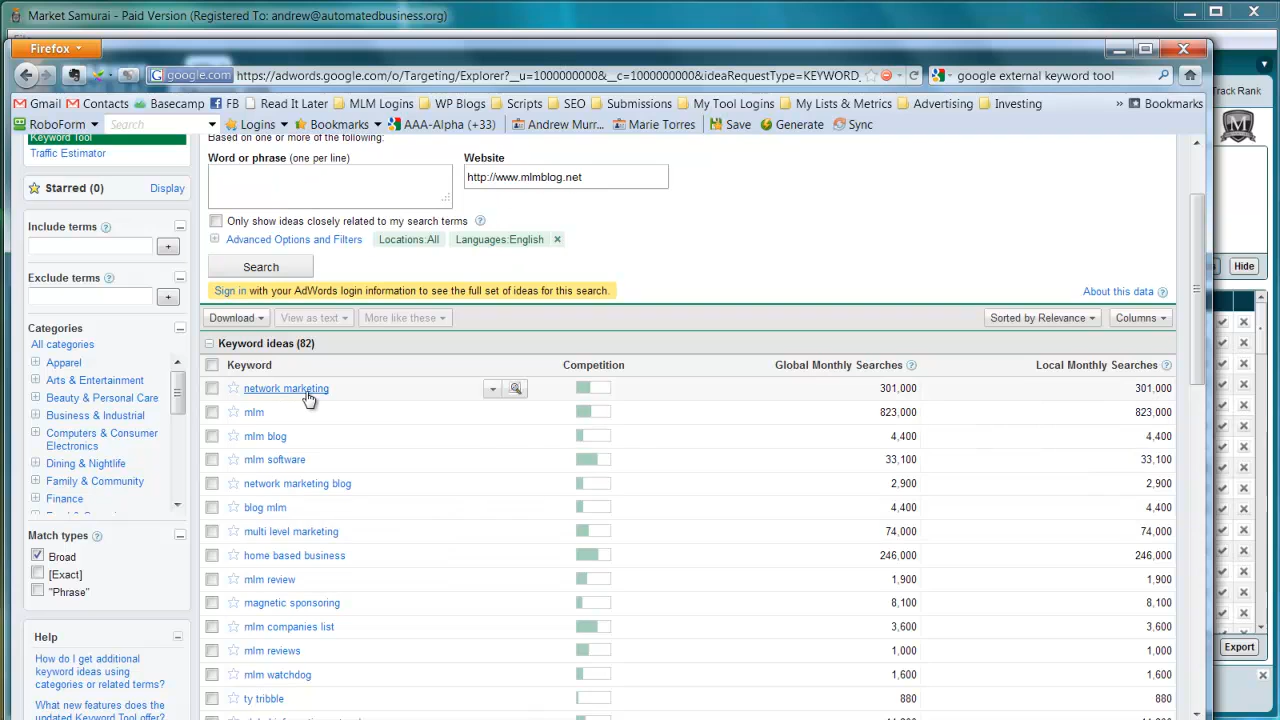 Market Samurai - Paid Version (Registered To: andrew@automatedbusiness.org)
Firefox
google.com https://adwords.google.com/o/Targeting/Explorer?__u=1000000000&__c=1000000000&ideaRequestType=KEYWORD_
google external keyword tool
Gmail Contacts Basecamp FB Read It Later MLM Logins WP Blogs Scripts SEO Submissions My Tool Logins My Lists & Metrics Advertising Investing » Bookmarks
RoboForm Search Logins Bookmarks AAA-Alpha (+33) Andrew Murr... Marie Torres Save Generate Sync
Track Rank
Keyword Tool
Traffic Estimator
Based on one or more of the following:
Word or phrase (one per line) Website
http://www.mlmblog.net
Starred (0) Display
Only show ideas closely related to my search terms
Include terms
Advanced Options and Filters Locations:All Languages:English ×
Search
Hide
Exclude terms
Sign in with your AdWords login information to see the full set of ideas for this search. About this data
Download View as text More like these Sorted by Relevance Columns
Categories
All categories
Apparel
Arts & Entertainment
Beauty & Personal Care
Business & Industrial
Computers & Consumer
Electronics
Dining & Nightlife
Family & Community
Finance
Match types
Broad
[Exact]
"Phrase"
Help
How do I get additional
keyword ideas using
categories or related terms?
What new features does the
updated Keyword Tool offer?
Keyword ideas (82)
Keyword Competition Global Monthly Searches Local Monthly Searches
network marketing 301,000 301,000
mlm 823,000 823,000
mlm blog 4,400 4,400
mlm software 33,100 33,100
network marketing blog 2,900 2,900
blog mlm 4,400 4,400
multi level marketing 74,000 74,000
home based business 246,000 246,000
mlm review 1,900 1,900
magnetic sponsoring 8,100 8,100
mlm companies list 3,600 3,600
mlm reviews 1,000 1,000
mlm watchdog 1,600 1,600
ty tribble 880 880
Export